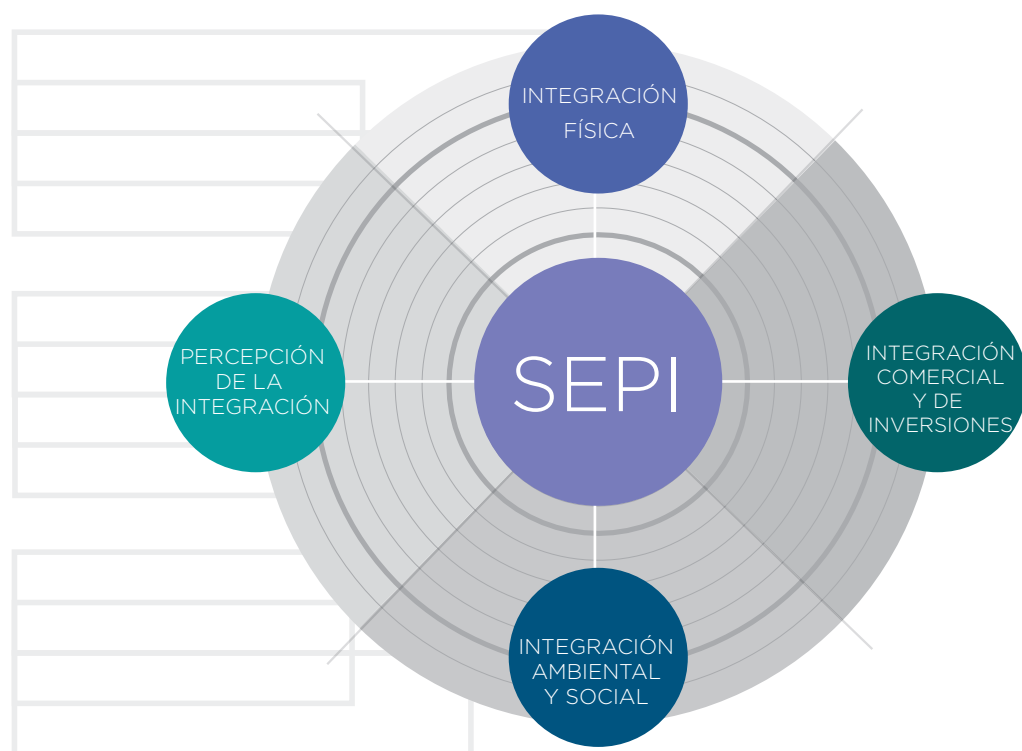 INTEGRACIÓN
FÍSICA
PERCEPCIÓN
DE LA
INTEGRACIÓN
SEPI
INTEGRACIÓN
COMERCIAL
Y DE
INVERSIONES
INTEGRACIÓN
AMBIENTAL
Y SOCIAL